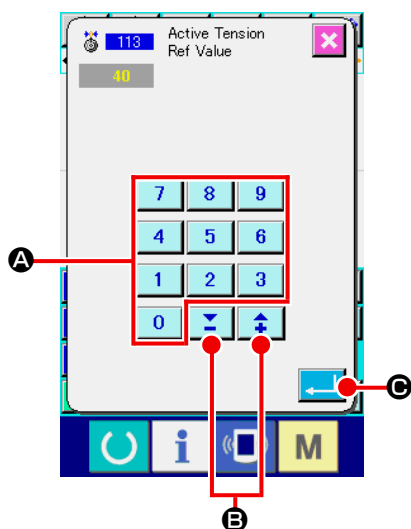 113 Active Tension
Ref Value
40
7 8 9
4 5 6
A
1 2 3
0 - +
C
i M
B